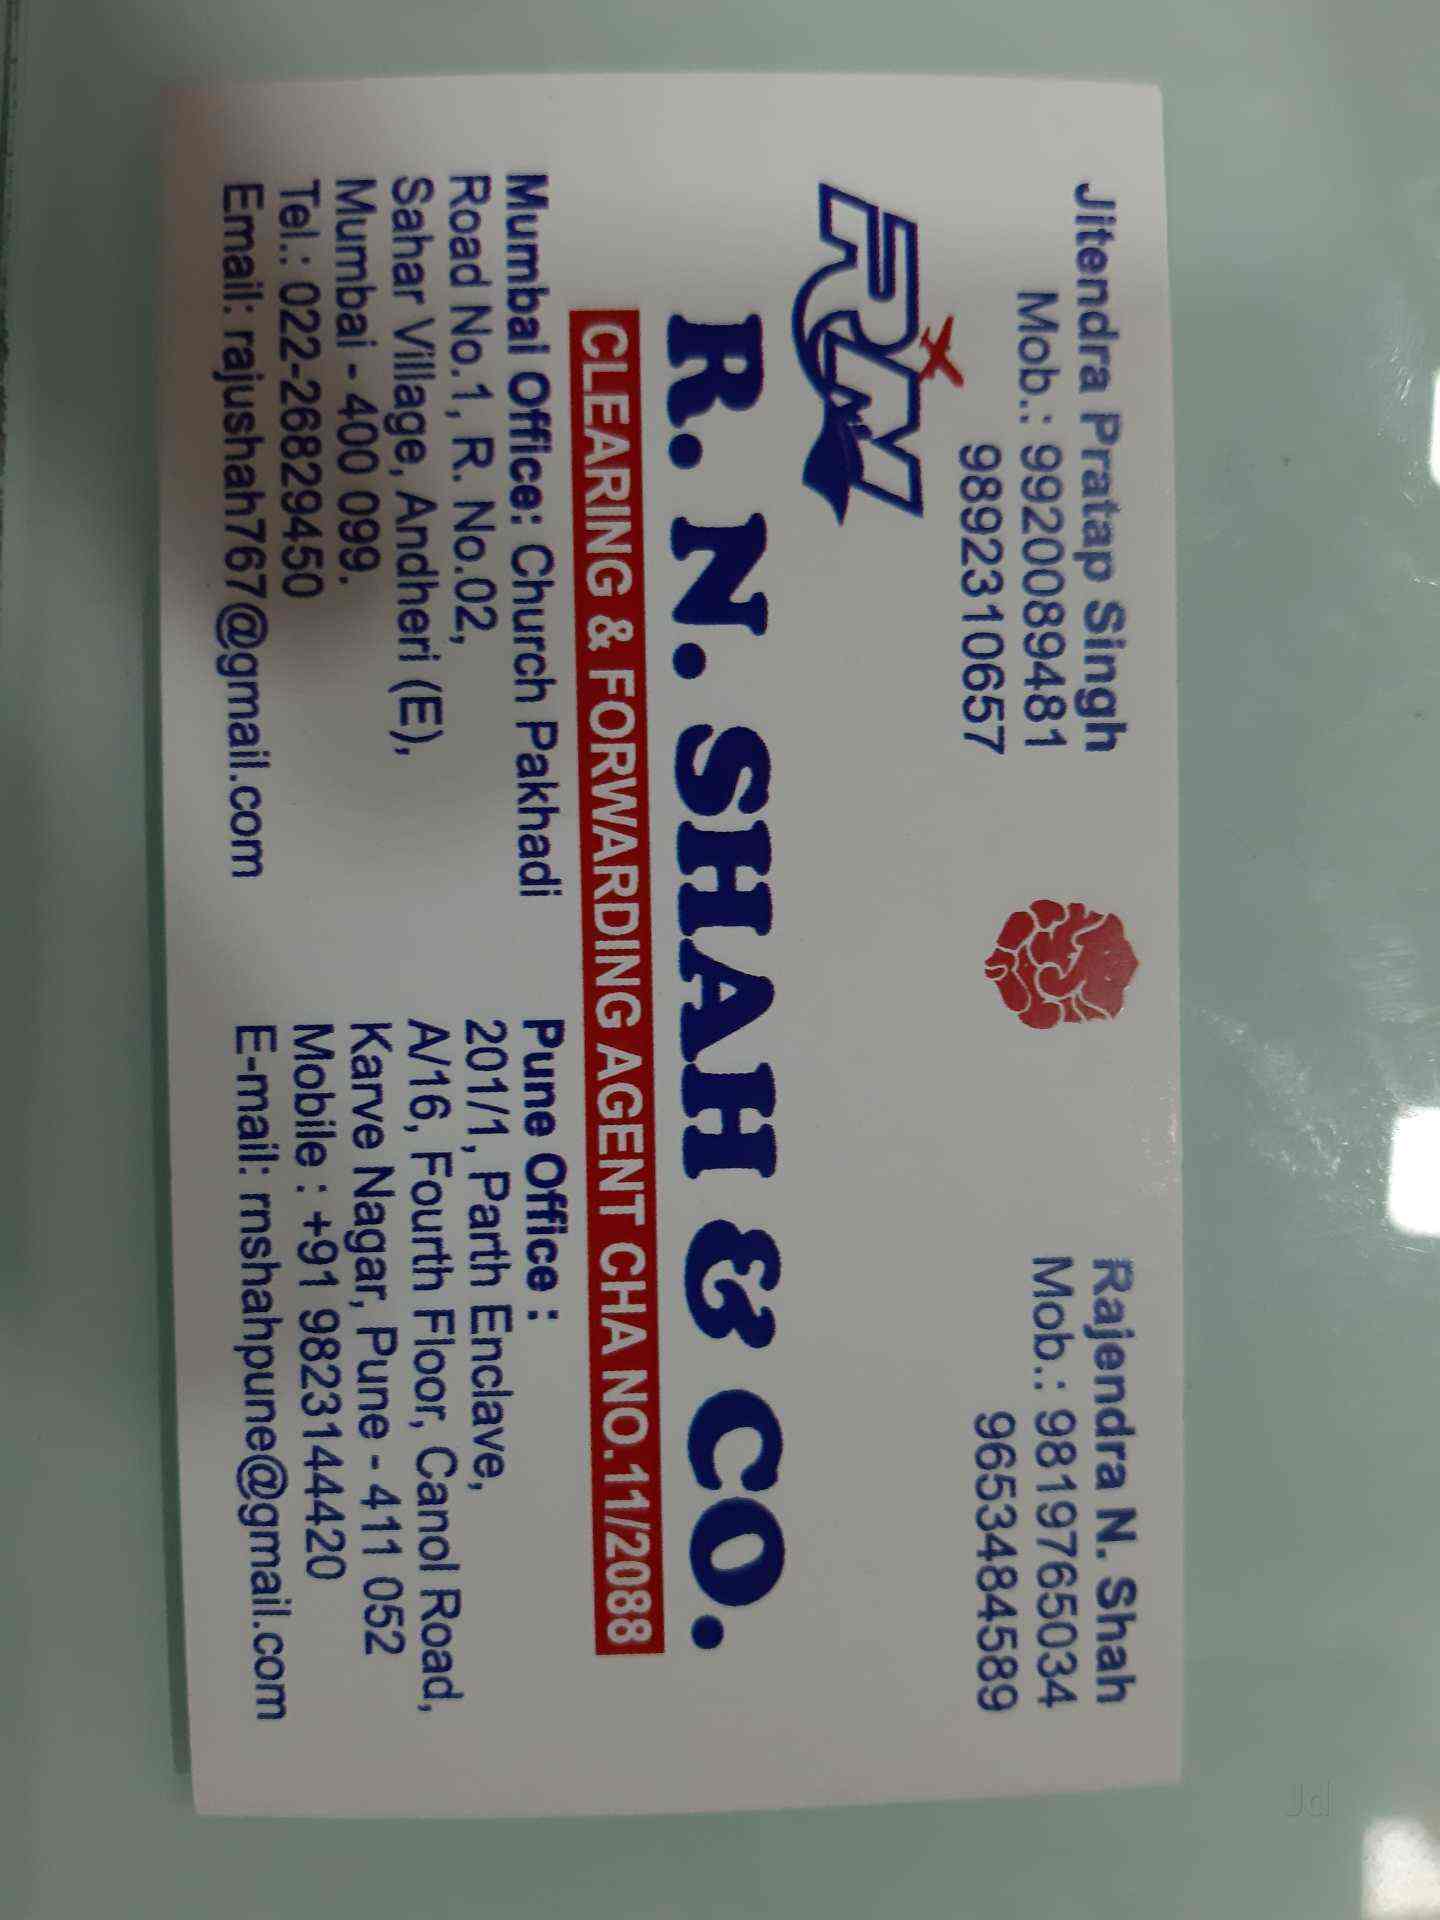 Jitendra Pratap Singh
Mob.: 9920089481
9892310657
Rajendra N. Shah
Mob.: 9819765034
9653484589
RN
R. N. SHAH & CO.
CLEARING & FORWARDING AGENT CHA NO.11/2088
Mumbai Office: Church Pakhadi
Road No.1, R. No.02,
Sahar Village, Andheri (E),
Mumbai - 400 099.
Tel.: 022-26829450
Email: rajushah767@gmail.com
Pune Office :
201/1, Parth Enclave,
A/16, Fourth Floor, Canol Road,
Karve Nagar, Pune - 411 052
Mobile : +91 9823144420
E-mail: rnshahpune@gmail.com
Jd